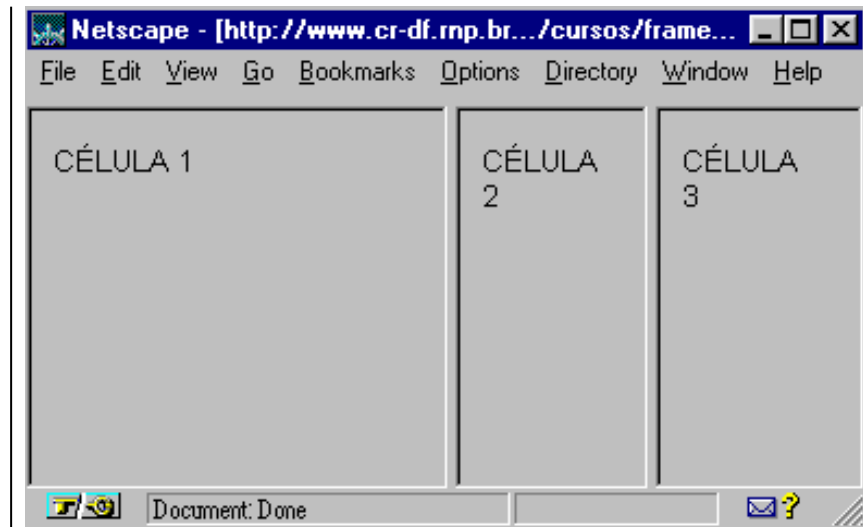 Netscape - [http://www.cr-df.rnp.br.../cursos/frame...
File Edit View Go Bookmarks Options Directory Window Help
CÉLULA 1
CÉLULA
2
CÉLULA
3
Document: Done